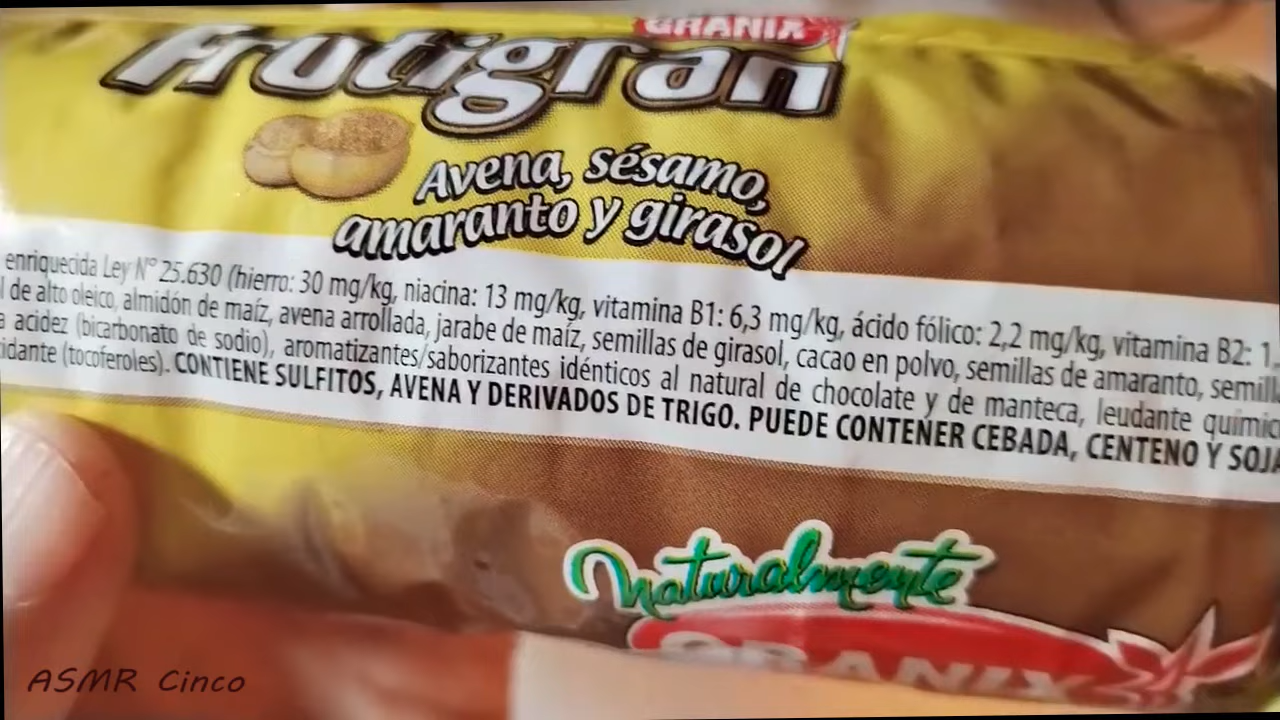 GRANIX
Frutigran
Avena, sésamo,
amaranto y girasol
enriquecida Ley N° 25.630 (hierro: 30 mg/kg, niacina: 13 mg/kg, vitamina B1: 6,3 mg/kg, ácido fólico: 2,2 mg/kg, vitamina B2: 1,
l de alto oleico, almidón de maíz, avena arrollada, jarabe de maíz, semillas de girasol, cacao en polvo, semillas de amaranto, semill
a acidez (bicarbonato de sodio), aromatizantes/saborizantes idénticos al natural de chocolate y de manteca, leudante químic
idante (tocoferoles). CONTIENE SULFITOS, AVENA Y DERIVADOS DE TRIGO. PUEDE CONTENER CEBADA, CENTENO Y SOJA
Naturalmente
GRANIX
ASMR Cinco